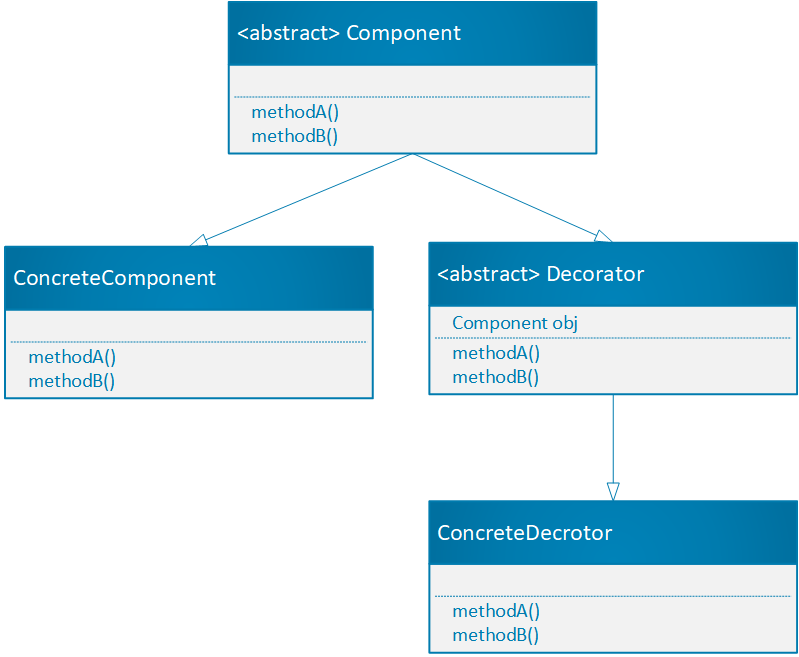 <abstract> Component
methodA()
methodB()
ConcreteComponent
methodA()
methodB()
<abstract> Decorator
Component obj
methodA()
methodB()
ConcreteDecrotor
methodA()
methodB()